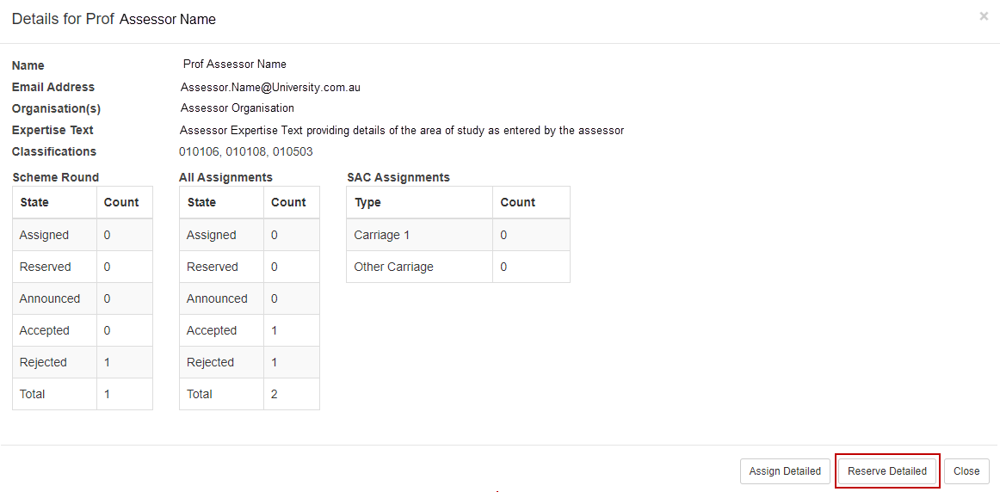 Details for Prof Assessor Name ×
Name Prof Assessor Name
Email Address Assessor.Name@University.com.au
Organisation(s) Assessor Organisation
Expertise Text Assessor Expertise Text providing details of the area of study as entered by the assessor
Classifications 010106, 010108, 010503
Scheme Round All Assignments SAC Assignments
State Count State Count Type Count
Assigned 0 Assigned 0 Carriage 1 0
Reserved 0 Reserved 0 Other Carriage 0
Announced 0 Announced 0
Accepted 0 Accepted 1
Rejected 1 Rejected 1
Total 1 Total 2
Assign Detailed Reserve Detailed Close